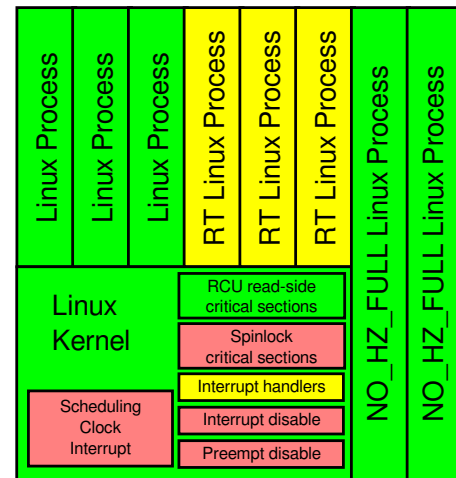 Linux Process
Linux Process
Linux Process
RT Linux Process
RT Linux Process
RT Linux Process
NO_HZ_FULL Linux Process
NO_HZ_FULL Linux Process
Linux
Kernel
RCU read-side
critical sections
Spinlock
critical sections
Interrupt handlers
Scheduling
Clock
Interrupt
Interrupt disable
Preempt disable